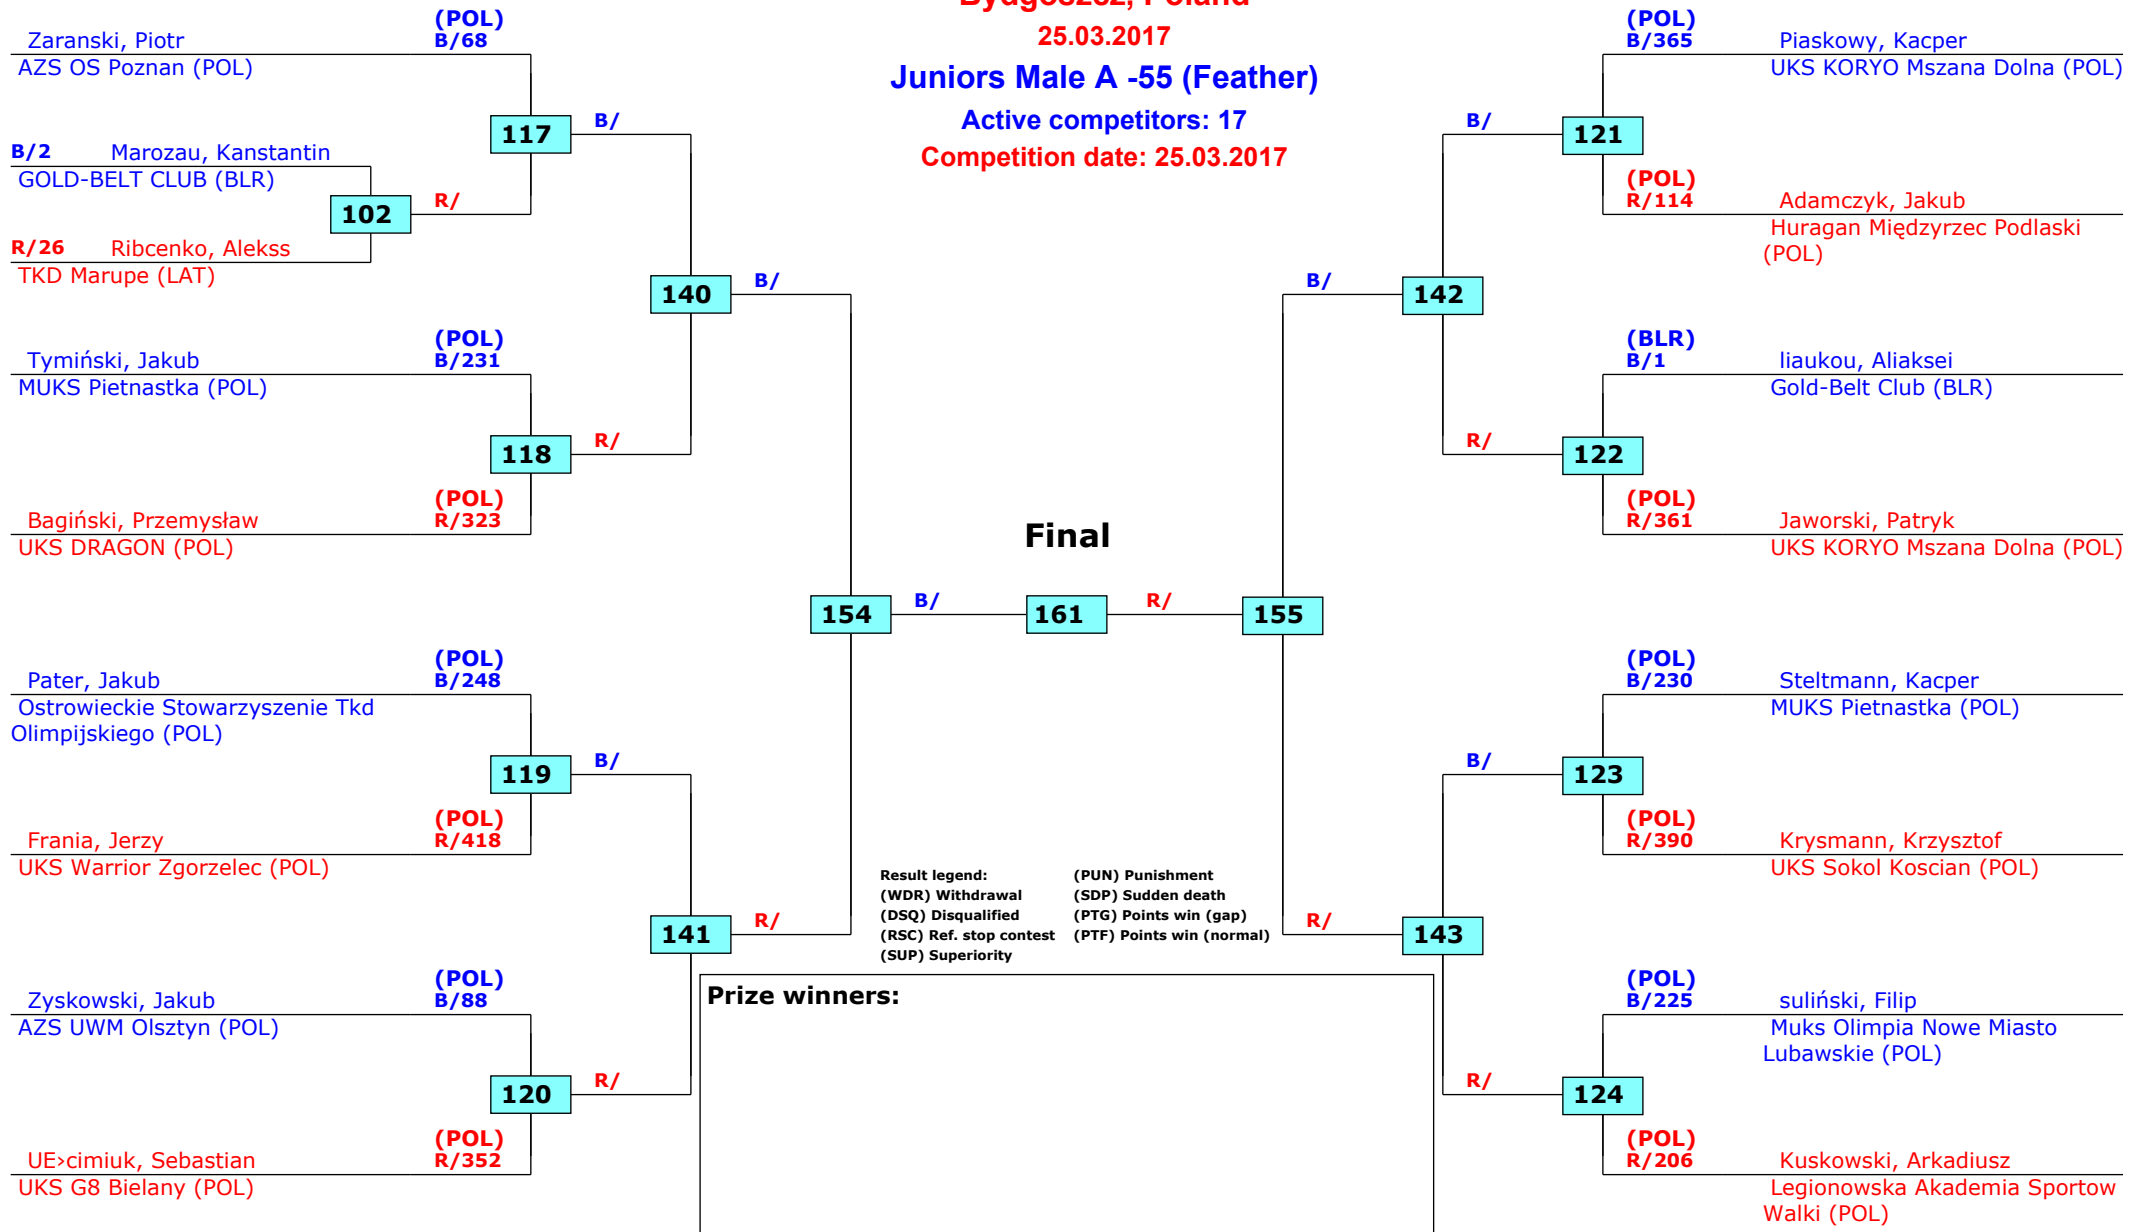 Bydgoszcz, Poland
25.03.2017
Juniors Male A -55 (Feather)
Active competitors: 17
Competition date: 25.03.2017
(POL)
Zaranski, Piotr B/68
AZS OS Poznan (POL)
117
B/
B/2 Marozau, Kanstantin
GOLD-BELT CLUB (BLR)
102
R/
R/26 Ribcenko, Alekss
TKD Marupe (LAT)
140
B/
(POL)
Tymiński, Jakub B/231
MUKS Pietnastka (POL)
118
R/
(POL)
Bagiński, Przemysław R/323
UKS DRAGON (POL)
154
B/
(POL)
Pater, Jakub B/248
Ostrowieckie Stowarzyszenie Tkd
Olimpijskiego (POL)
119
B/
(POL)
Frania, Jerzy R/418
UKS Warrior Zgorzelec (POL)
141
R/
(POL)
Zyskowski, Jakub B/88
AZS UWM Olsztyn (POL)
120
R/
(POL)
UE›cimiuk, Sebastian R/352
UKS G8 Bielany (POL)
Final
161
R/
155
(POL)
B/365 Piaskowy, Kacper
UKS KORYO Mszana Dolna (POL)
B/
121
(POL)
R/114 Adamczyk, Jakub
Huragan Międzyrzec Podlaski
(POL)
B/
142
(BLR)
B/1 liaukou, Aliaksei
Gold-Belt Club (BLR)
R/
122
(POL)
R/361 Jaworski, Patryk
UKS KORYO Mszana Dolna (POL)
(POL)
B/230 Steltmann, Kacper
MUKS Pietnastka (POL)
B/
123
(POL)
R/390 Krysmann, Krzysztof
UKS Sokol Koscian (POL)
R/
143
(POL)
B/225 suliński, Filip
Muks Olimpia Nowe Miasto
Lubawskie (POL)
R/
124
(POL)
R/206 Kuskowski, Arkadiusz
Legionowska Akademia Sportow
Walki (POL)
Result legend: (PUN) Punishment
(WDR) Withdrawal (SDP) Sudden death
(DSQ) Disqualified (PTG) Points win (gap)
(RSC) Ref. stop contest (PTF) Points win (normal)
(SUP) Superiority
Prize winners: